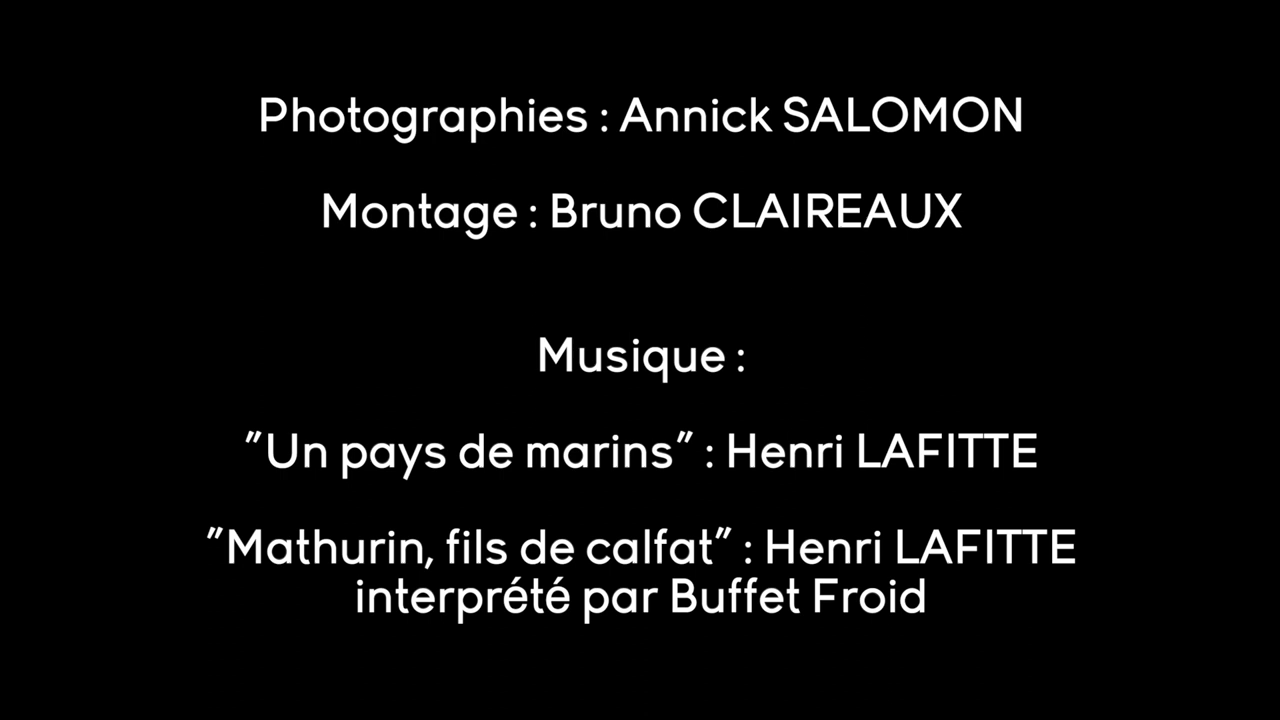 Photographies : Annick SALOMON
Montage : Bruno CLAIREAUX
Musique :
"Un pays de marins" : Henri LAFITTE
"Mathurin, fils de calfat" : Henri LAFITTE
interprété par Buffet Froid